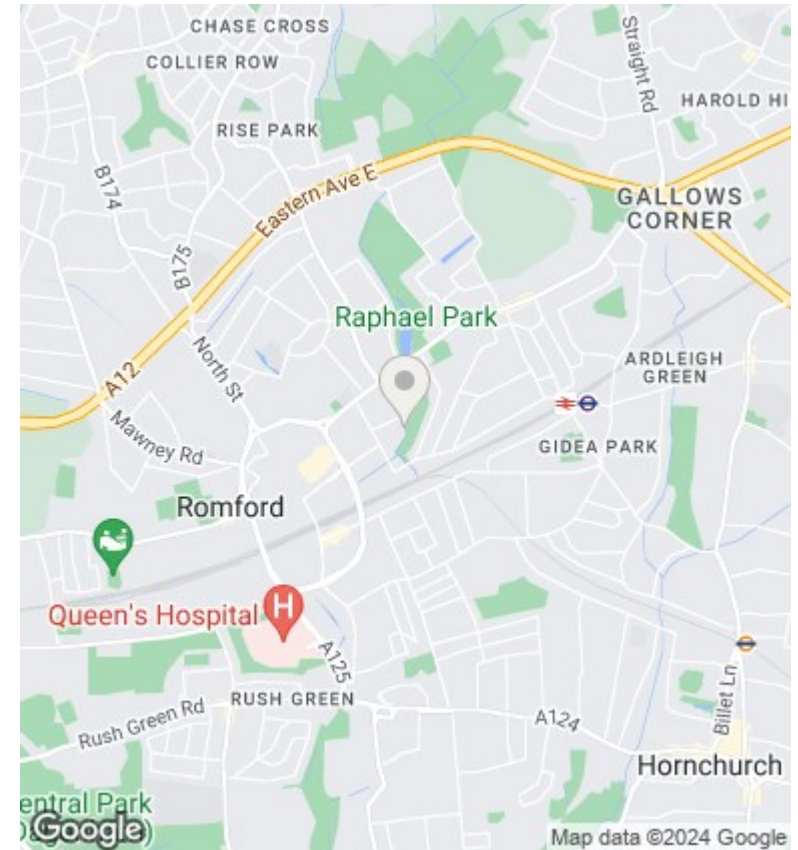 CHASE CROSS
COLLIER ROW
Straight Rd
HAROLD HI
RISE PARK
B174
Eastern Ave E
GALLOWS
CORNER
B175
Raphael Park
North St
ARDLEIGH
GREEN
A12
Mawney Rd
GIDEA PARK
Romford
Queen's Hospital
H
A125
RUSH GREEN
Rush Green Rd
A124
Billet Ln
Hornchurch
entral Park
Google
Map data ©2024 Google